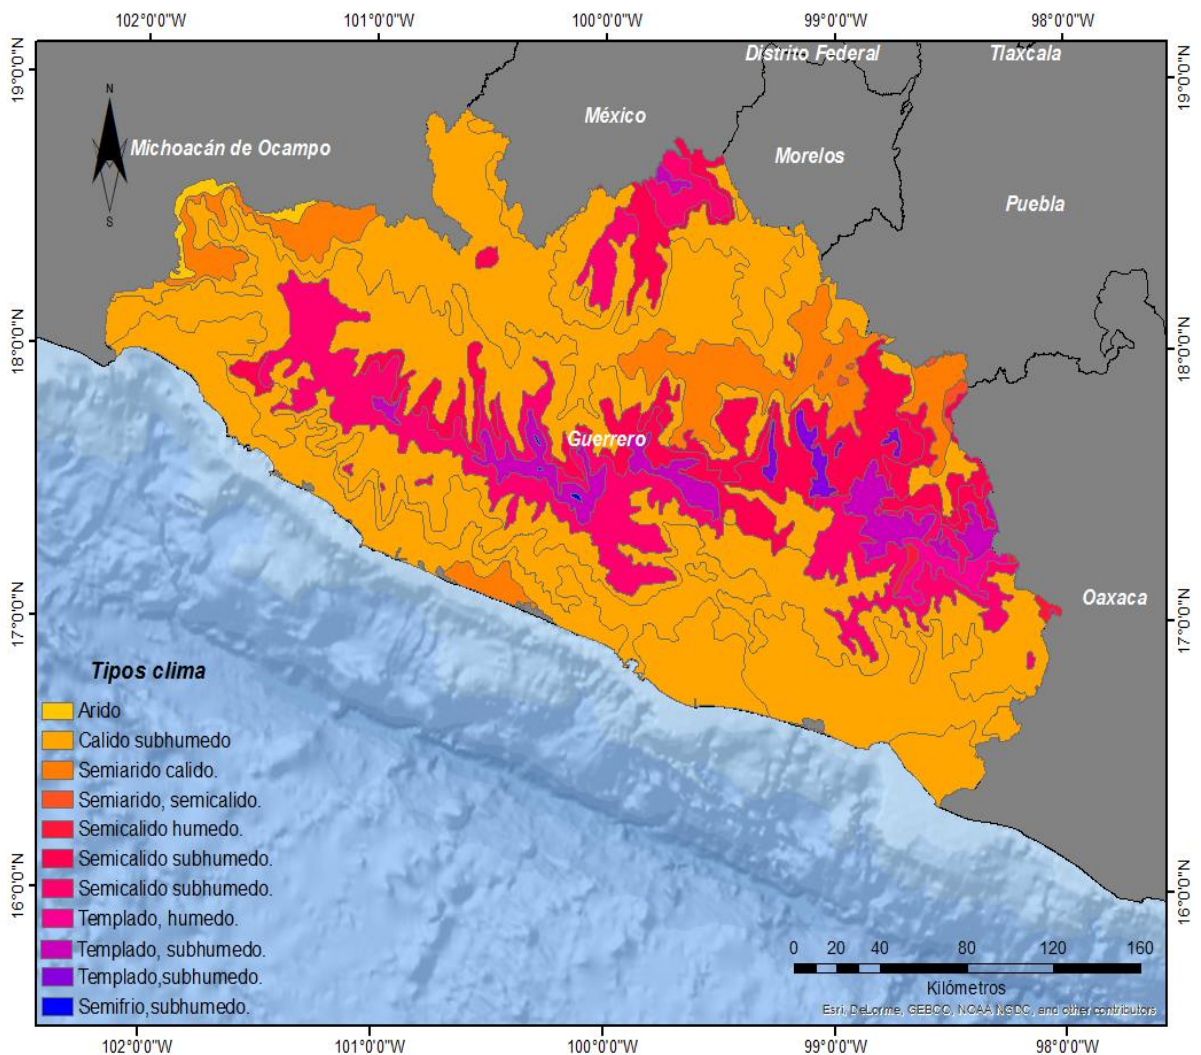 102°0'0"W 101°0'0"W 100°0'0"W 99°0'0"W 98°0'0"W
19°0'0"N
19°0'0"N
N
S
Distrito Federal
Tlaxcala
México
Michoacán de Ocampo
Morelos
Puebla
18°0'0"N
18°0'0"N
Guerrero
17°0'0"N
17°0'0"N
Oaxaca
Tipos clima
Arido
Calido subhumedo
Semiarido calido.
Semiarido, semicalido.
Semicalido humedo.
Semicalido subhumedo.
Semicalido subhumedo.
Templado, humedo.
Templado, subhumedo.
Templado,subhumedo.
Semifrio,subhumedo.
16°0'0"N
16°0'0"N
0 20 40 80 120 160
Kilómetros
Esri, DeLorme, GEBCO, NOAA NGDC, and other contributors
102°0'0"W 101°0'0"W 100°0'0"W 99°0'0"W 98°0'0"W